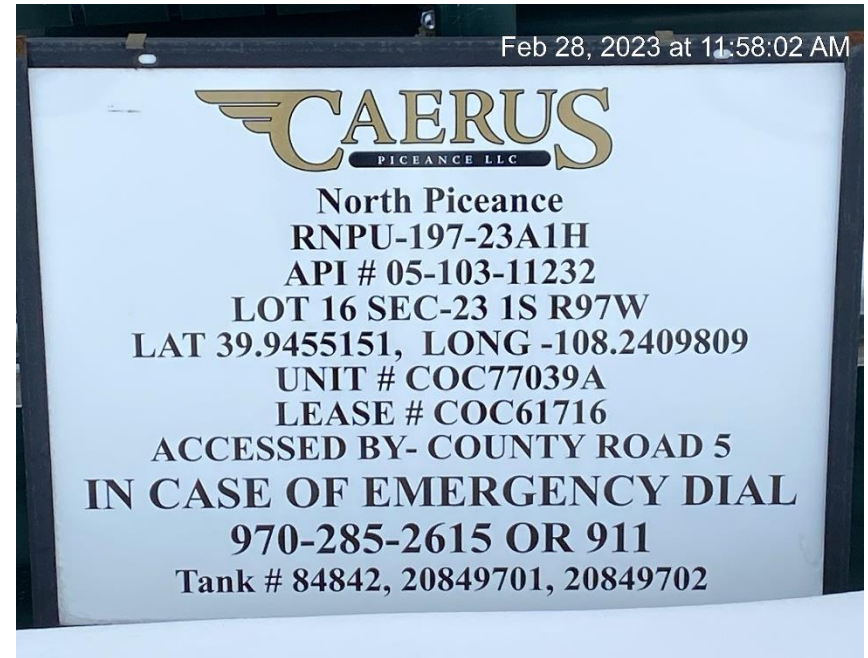 Feb 28, 2023 at 11:58:02 AM
CAERUS
PICEANCE LLC
North Piceance
RNPU-197-23A1H
API # 05-103-11232
LOT 16 SEC-23 1S R97W
LAT 39.9455151, LONG -108.2409809
UNIT # COC77039A
LEASE # COC61716
ACCESSED BY- COUNTY ROAD 5
IN CASE OF EMERGENCY DIAL
970-285-2615 OR 911
Tank # 84842, 20849701, 20849702